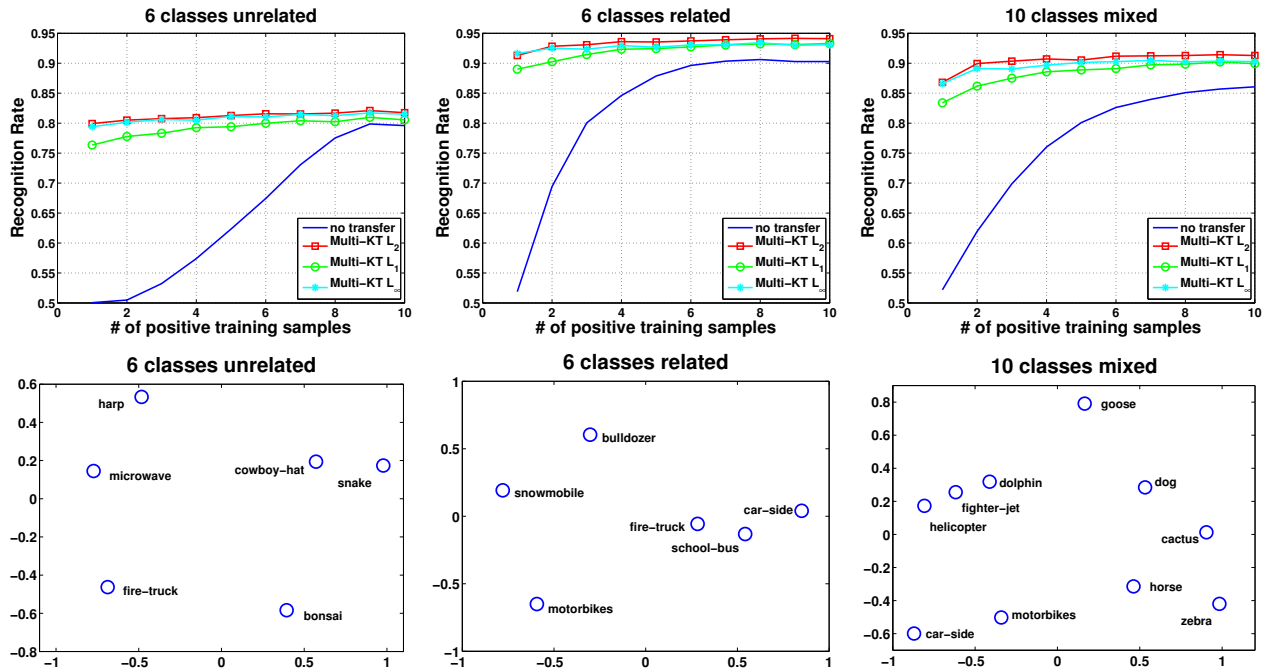 6 classes unrelated
0.95
0.9
0.85
0.8
0.75
0.7
0.65
0.6
0.55
0.5
Recognition Rate
0 2 4 6 8 10
# of positive training samples
no transfer
Multi−KT L2
Multi−KT L1
Multi−KT L∞
6 classes related
0.95
0.9
0.85
0.8
0.75
0.7
0.65
0.6
0.55
0.5
Recognition Rate
0 2 4 6 8 10
# of positive training samples
no transfer
Multi−KT L2
Multi−KT L1
Multi−KT L∞
10 classes mixed
0.95
0.9
0.85
0.8
0.75
0.7
0.65
0.6
0.55
0.5
Recognition Rate
0 2 4 6 8 10
# of positive training samples
no transfer
Multi−KT L2
Multi−KT L1
Multi−KT L∞
6 classes unrelated
0.6
0.4
0.2
0
−0.2
−0.4
−0.6
−0.8
−1 −0.5 0 0.5 1
harp
microwave
cowboy−hat
snake
fire−truck
bonsai
6 classes related
1
0.5
0
−0.5
−1
−1 −0.5 0 0.5 1
bulldozer
snowmobile
car−side
fire−truck
school−bus
motorbikes
10 classes mixed
0.8
0.6
0.4
0.2
0
−0.2
−0.4
−0.6
−1 −0.5 0 0.5 1
goose
dolphin
dog
fighter−jet
helicopter
cactus
horse
motorbikes
zebra
car−side